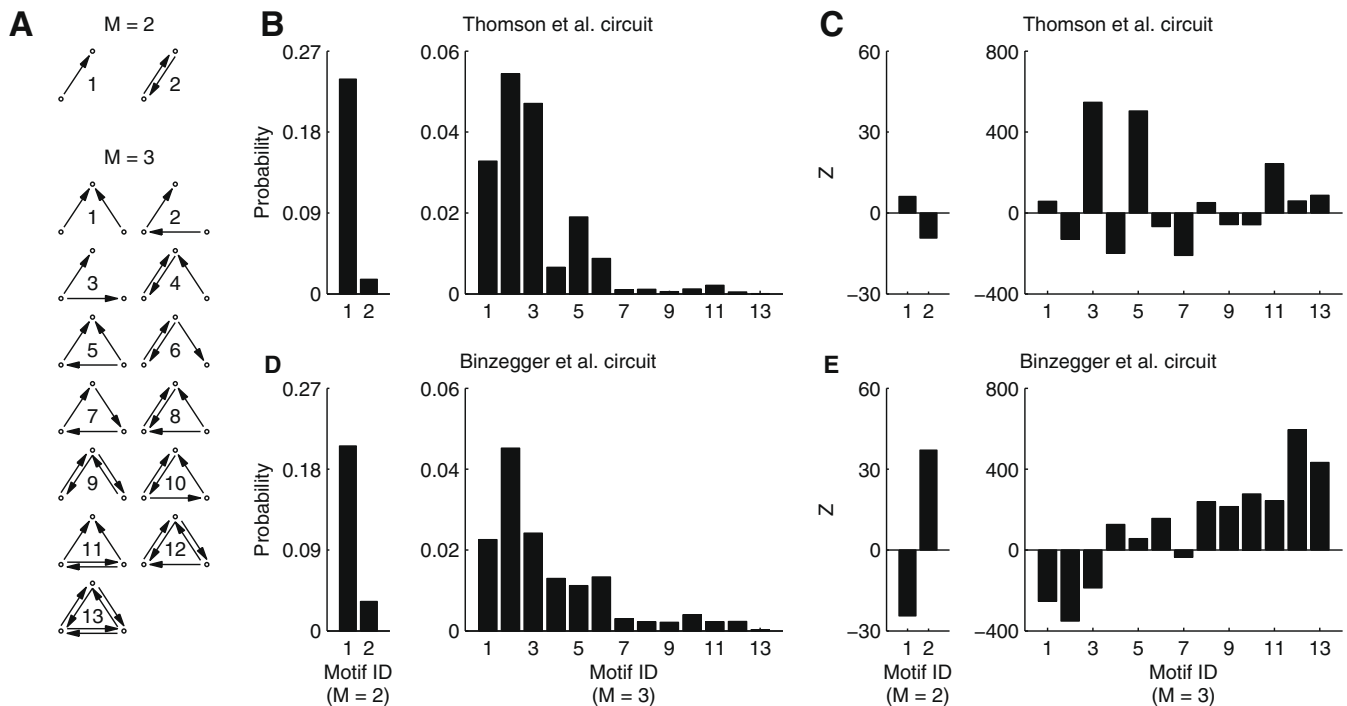 A
M = 2
1
2
M = 3
1
2
3
4
5
6
7
8
9
10
11
12
13
B
Thomson et al. circuit
Probability
0.27
0.18
0.09
0
1 2
0.06
0.04
0.02
0
1 3 5 7 9 11 13
C
Thomson et al. circuit
Z
60
30
0
−30
1 2
800
400
0
−400
1 3 5 7 9 11 13
D
Binzegger et al. circuit
Probability
0.27
0.18
0.09
0
1 2
Motif ID
(M = 2)
0.06
0.04
0.02
0
1 3 5 7 9 11 13
Motif ID
(M = 3)
E
Binzegger et al. circuit
Z
60
30
0
−30
1 2
Motif ID
(M = 2)
800
400
0
−400
1 3 5 7 9 11 13
Motif ID
(M = 3)